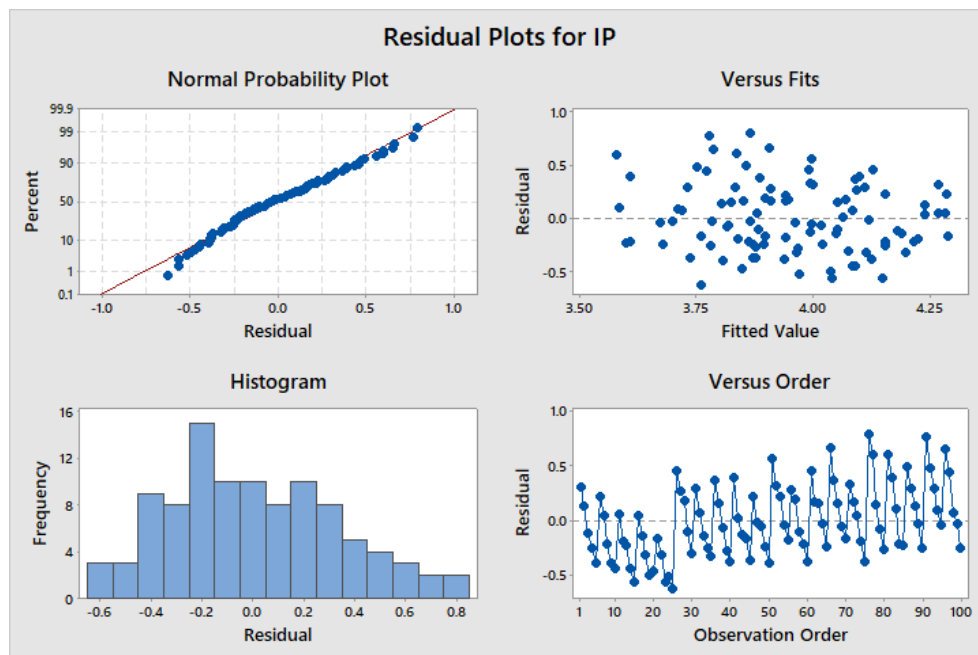 Residual Plots for IP
Normal Probability Plot
99.9
99
90
50
10
1
0.1
Percent
-1.0 -0.5 0.0 0.5 1.0
Residual
Versus Fits
1.0
0.5
0.0
-0.5
Residual
3.50 3.75 4.00 4.25
Fitted Value
Histogram
16
12
8
4
0
Frequency
-0.6 -0.4 -0.2 0.0 0.2 0.4 0.6 0.8
Residual
Versus Order
1.0
0.5
0.0
-0.5
Residual
1 10 20 30 40 50 60 70 80 90 100
Observation Order